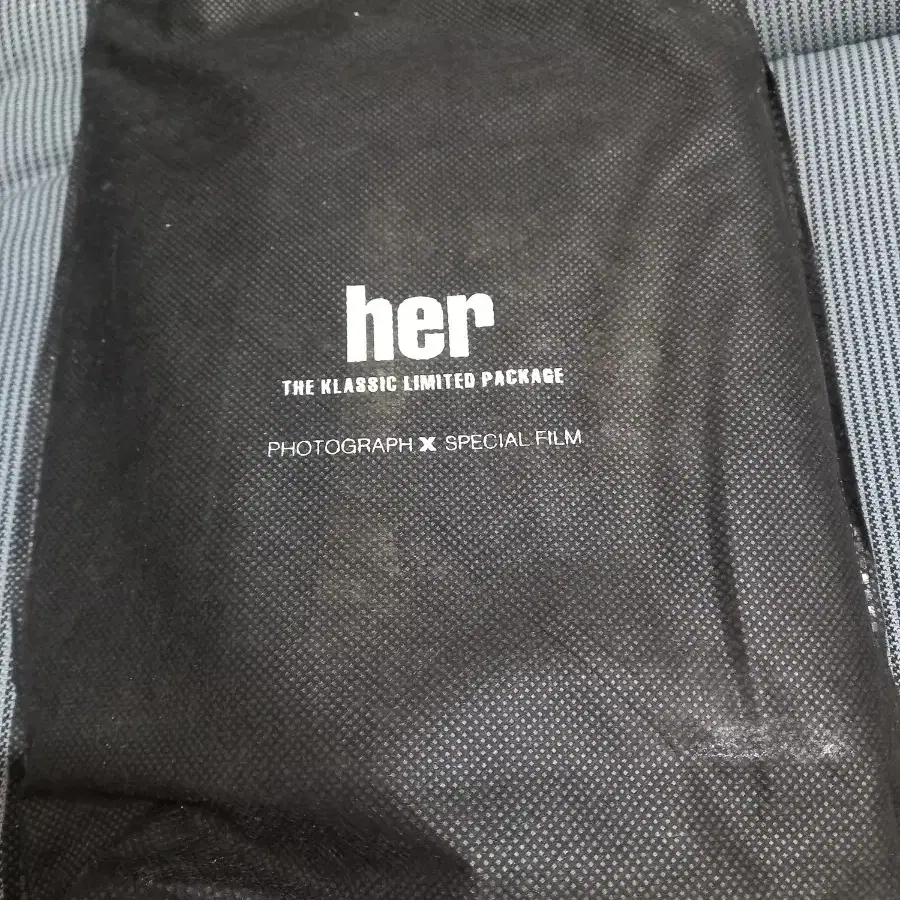 her
THE KLASSIC LIMITED PACKAGE
PHOTOGRAPH X SPECIAL FILM